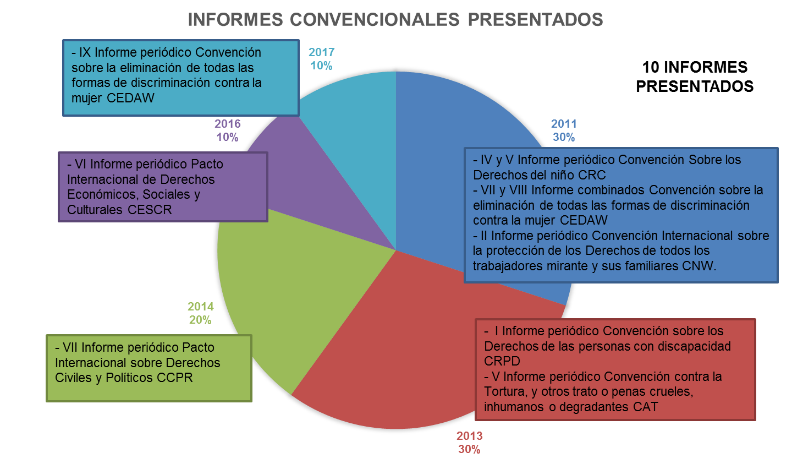 INFORMES CONVENCIONALES PRESENTADOS
- IX Informe periódico Convención
sobre la eliminación de todas las
formas de discriminación contra la
mujer CEDAW
2017
10%
10 INFORMES
PRESENTADOS
2016
10%
2011
30%
- VI Informe periódico Pacto
Internacional de Derechos
Económicos, Sociales y
Culturales CESCR
- IV y V Informe periódico Convención Sobre los
Derechos del niño CRC
- VII y VIII Informe combinados Convención sobre la
eliminación de todas las formas de discriminación
contra la mujer CEDAW
- II Informe periódico Convención Internacional sobre
la protección de los Derechos de todos los
trabajadores mirante y sus familiares CNW.
2014
20%
- VII Informe periódico Pacto
Internacional sobre Derechos
Civiles y Políticos CCPR
- I Informe periódico Convención sobre los
Derechos de las personas con discapacidad
CRPD
- V Informe periódico Convención contra la
Tortura, y otros trato o penas crueles,
inhumanos o degradantes CAT
2013
30%